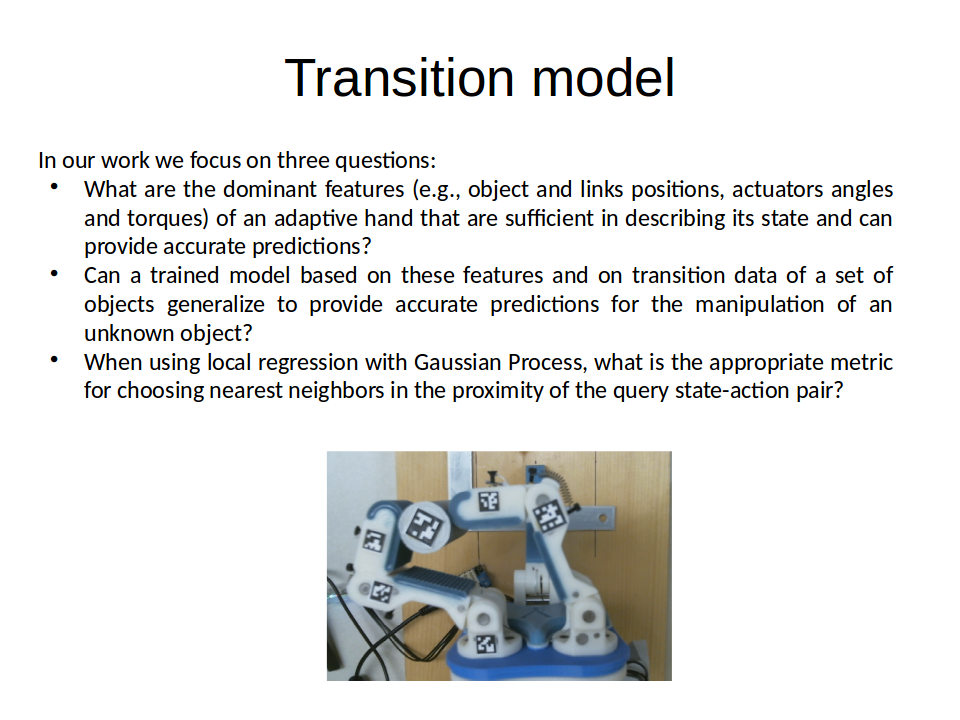 Transition model
In our work we focus on three questions:
• What are the dominant features (e.g., object and links positions, actuators angles
and torques) of an adaptive hand that are sufficient in describing its state and can
provide accurate predictions?
• Can a trained model based on these features and on transition data of a set of
objects generalize to provide accurate predictions for the manipulation of an
unknown object?
• When using local regression with Gaussian Process, what is the appropriate metric
for choosing nearest neighbors in the proximity of the query state-action pair?